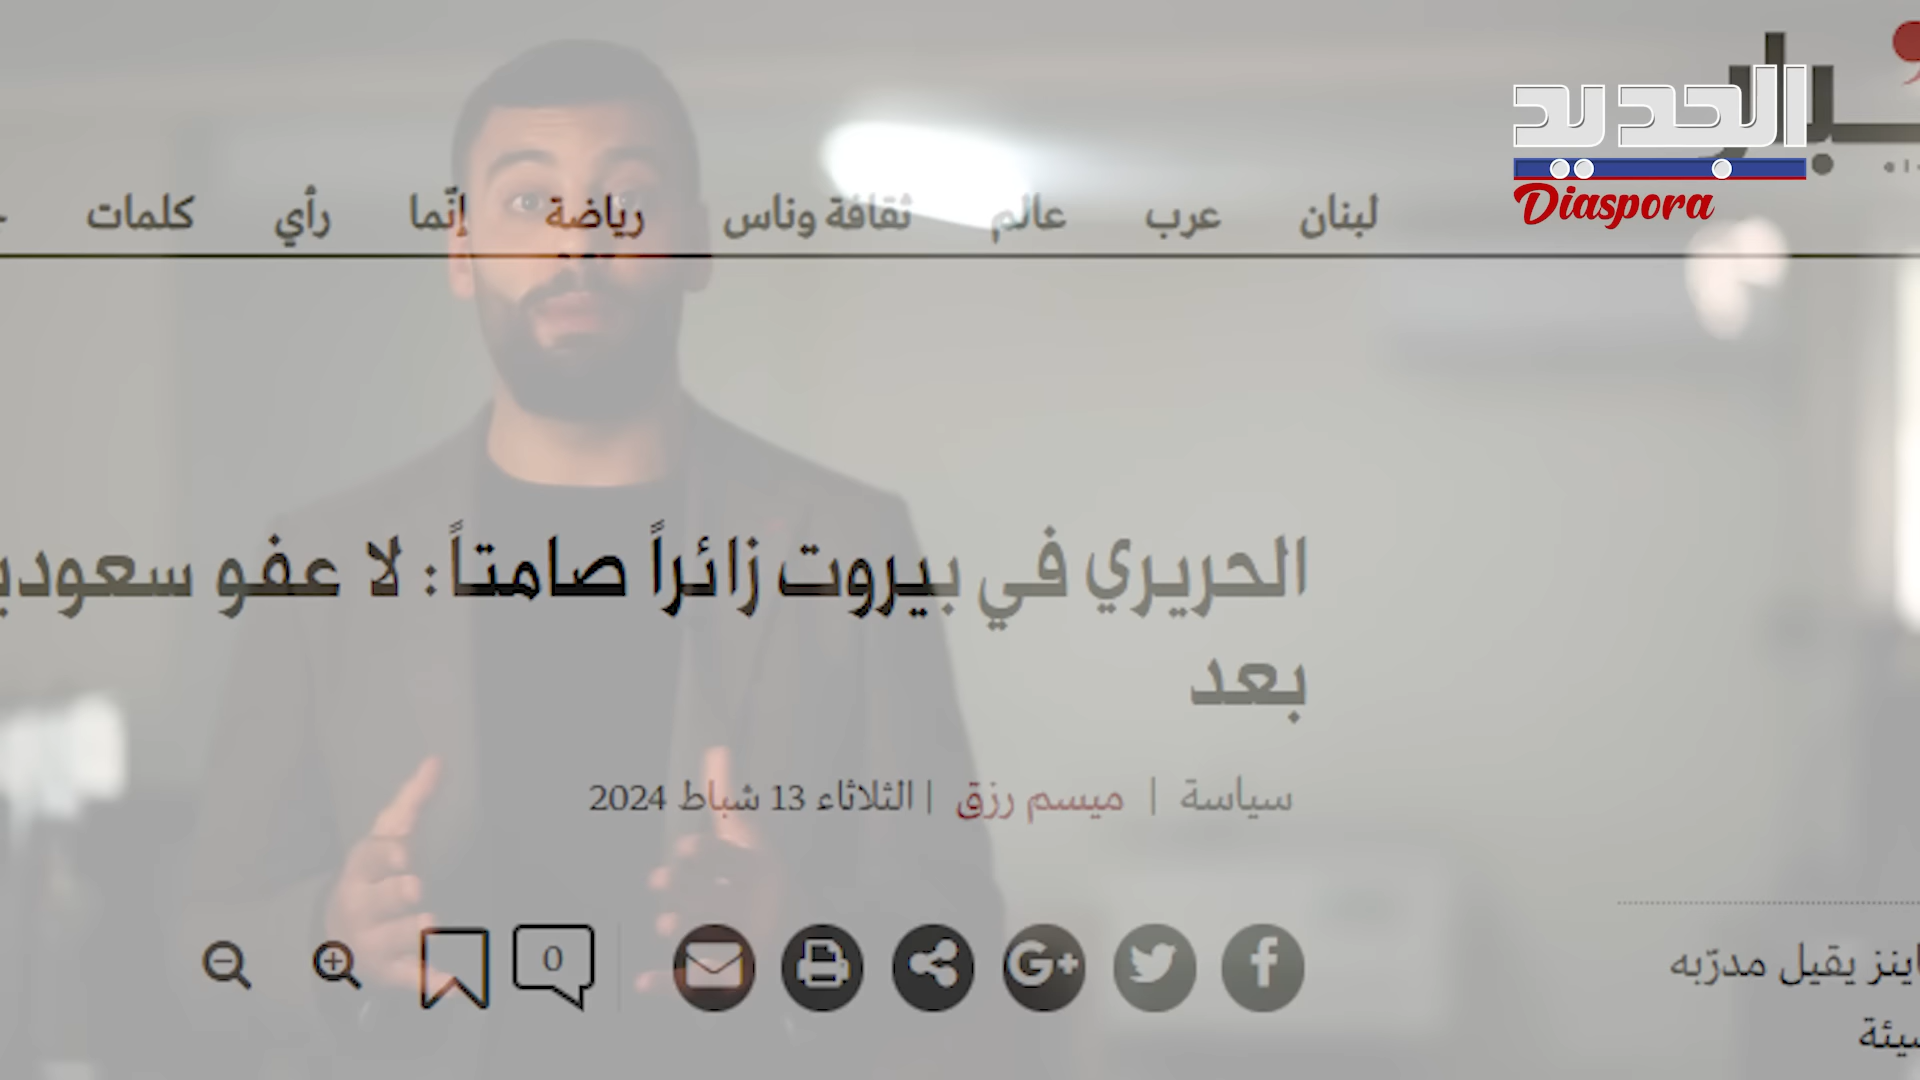 الجديد
Diaspora
لبنان عرب عالم ثقافة وناس رياضة إنّما رأي كلمات
الحريري في بيروت زائراً صامتاً: لا عفو
بعد
سياسة | ميسم رزق | الثلاثاء 13 شباط 2024
0
G+ f
يقيل مدرّبه